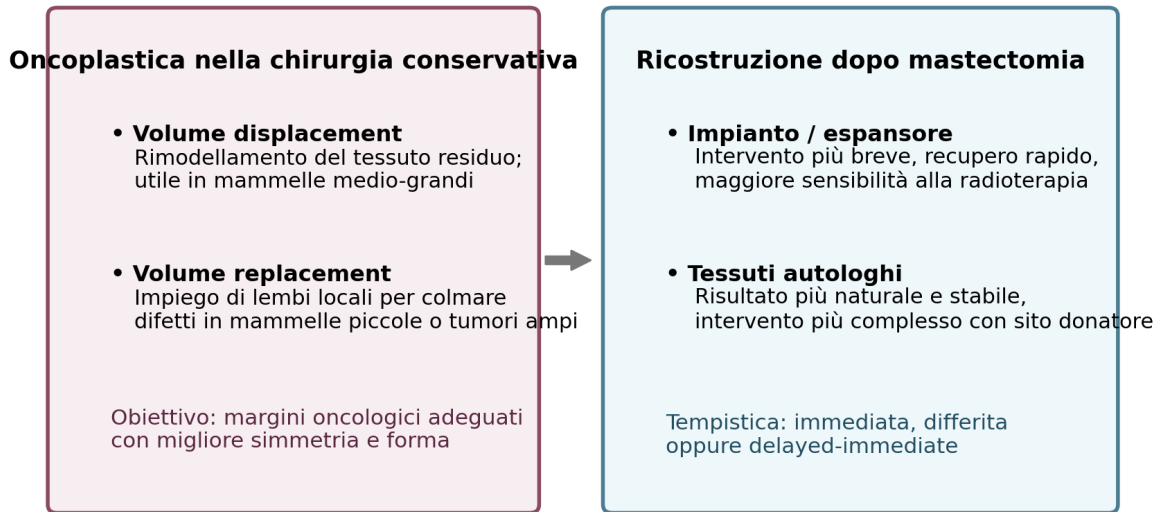 Oncoplastica nella chirurgia conservativa
• Volume displacement
Rimodellamento del tessuto residuo;
utile in mammelle medio-grandi
• Volume replacement
Impiego di lembi locali per colmare
difetti in mammelle piccole o tumori ampi
Obiettivo: margini oncologici adeguati
con migliore simmetria e forma
Ricostruzione dopo mastectomia
• Impianto / espansore
Intervento più breve, recupero rapido,
maggiore sensibilità alla radioterapia
• Tessuti autologhi
Risultato più naturale e stabile,
intervento più complesso con sito donatore
Tempistica: immediata, differita
oppure delayed-immediate